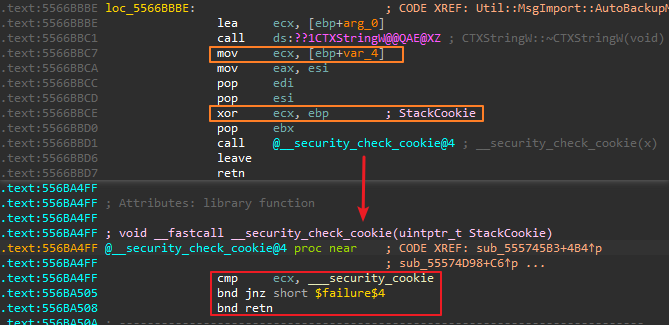 .text:5566BBBE loc_5566BBBE: ; CODE XREF: Util::MsgImport::AutoBackupM
.text:5566BBBE lea ecx, [ebp+arg_0]
.text:5566BBC1 call ds:??1CTXStringW@@QAE@XZ ; CTXStringW::~CTXStringW(void)
.text:5566BBC7 mov ecx, [ebp+var_4]
.text:5566BBCA mov eax, esi
.text:5566BBCC pop edi
.text:5566BBCD pop esi
.text:5566BBCE xor ecx, ebp ; StackCookie
.text:5566BBD0 pop ebx
.text:5566BBD1 call @__security_check_cookie@4 ; __security_check_cookie(x)
.text:5566BBD6 leave
.text:5566BBD7 retn
.text:556BA4FF
.text:556BA4FF ; Attributes: library function
.text:556BA4FF
.text:556BA4FF ; void __fastcall __security_check_cookie(uintptr_t StackCookie)
.text:556BA4FF @__security_check_cookie@4 proc near ; CODE XREF: sub_555745B3+4B4↑p
.text:556BA4FF ; sub_55574D98+C6↑p ...
.text:556BA4FF cmp ecx, ___security_cookie
.text:556BA505 bnd jnz short $failure$4
.text:556BA508 bnd retn
.text:556BA50A ;